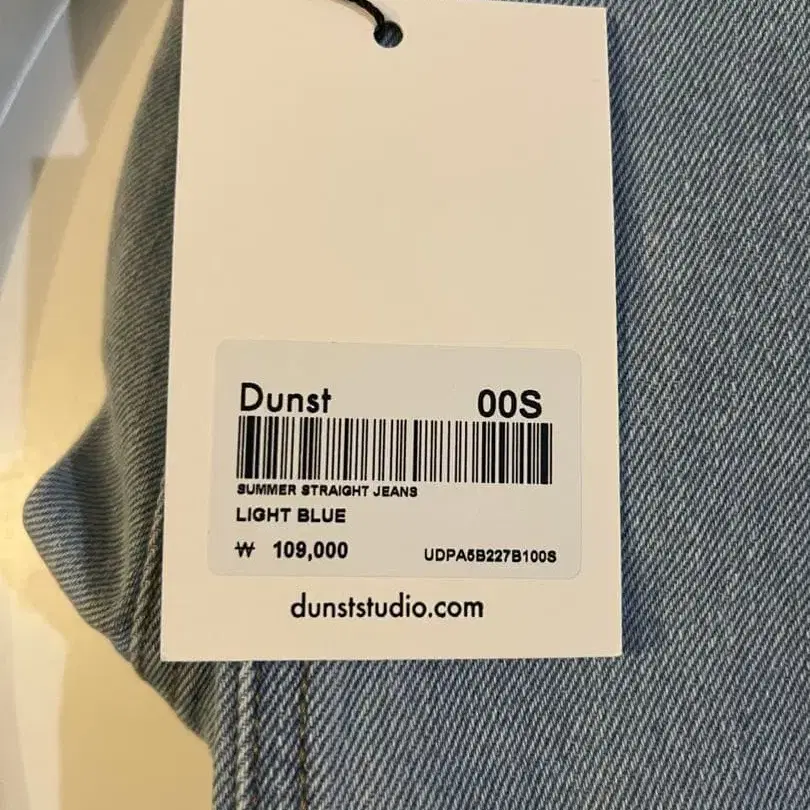 Dunst 00S
SUMMER STRAIGHT JEANS
LIGHT BLUE
₩ 109,000 UDPA5B227B100S
dunststudio.com